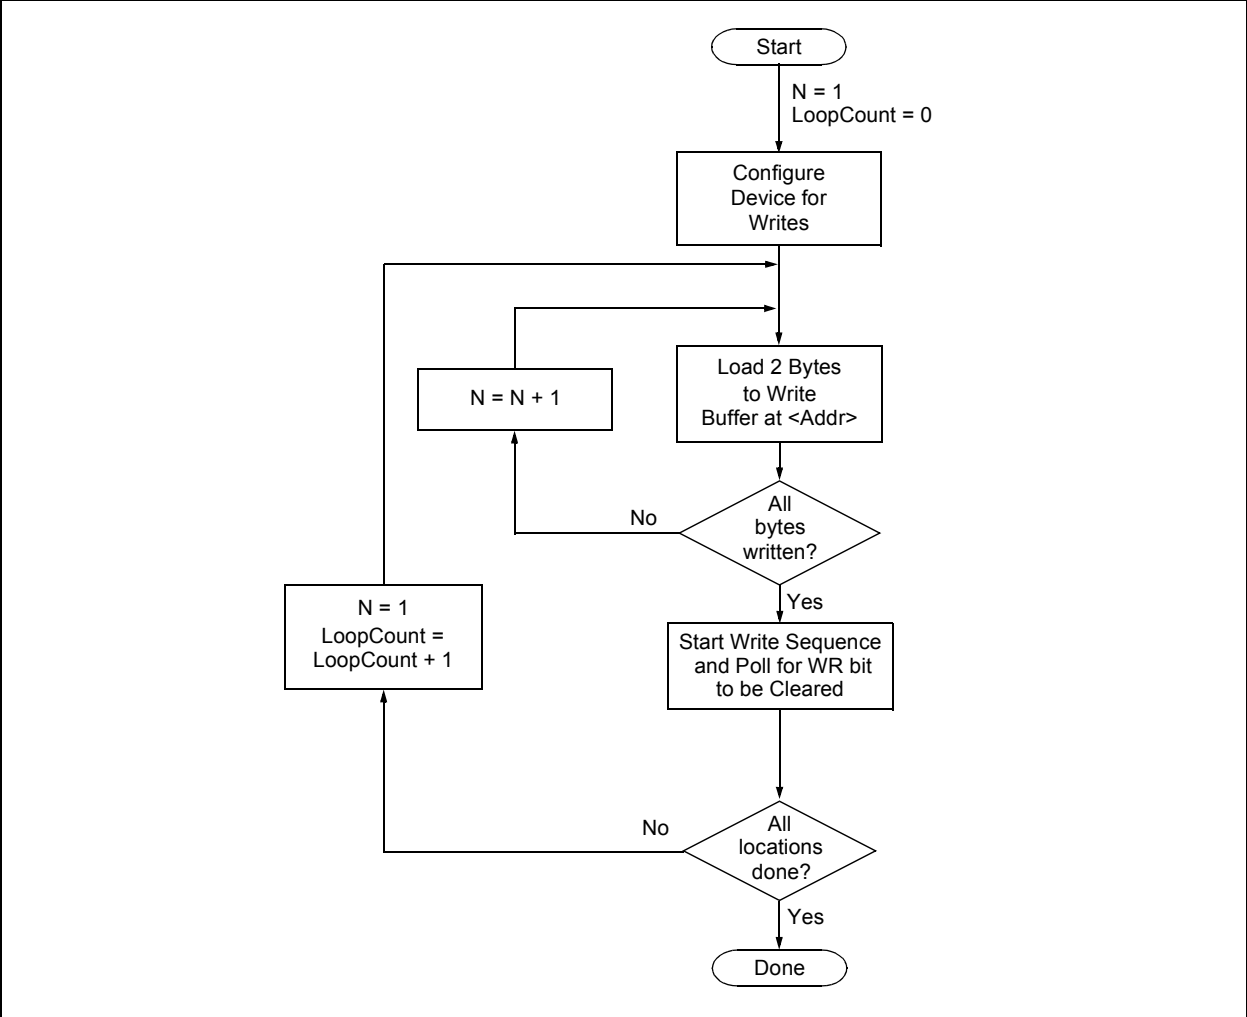 Start
N = 1
LoopCount = 0
Configure
Device for
Writes
Load 2 Bytes
to Write
Buffer at <Addr>
N = N + 1
All
bytes
written?
No
Yes
N = 1
LoopCount =
LoopCount + 1
Start Write Sequence
and Poll for WR bit
to be Cleared
All
locations
done?
No
Yes
Done